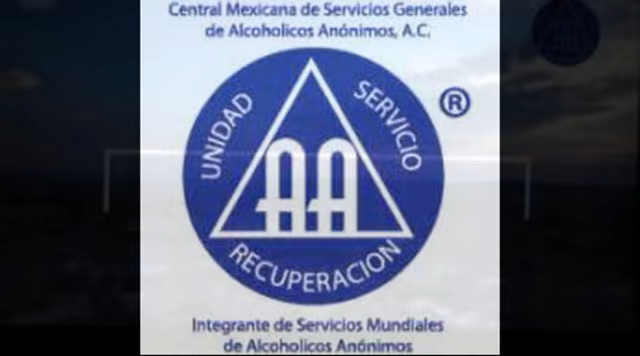 Central Mexicana de Servicios Generales
de Alcoholicos Anónimos, A.C.
UNIDAD
SERVICIO
®
AA
RECUPERACION
Integrante de Servicios Mundiales
de Alcoholicos Anónimos